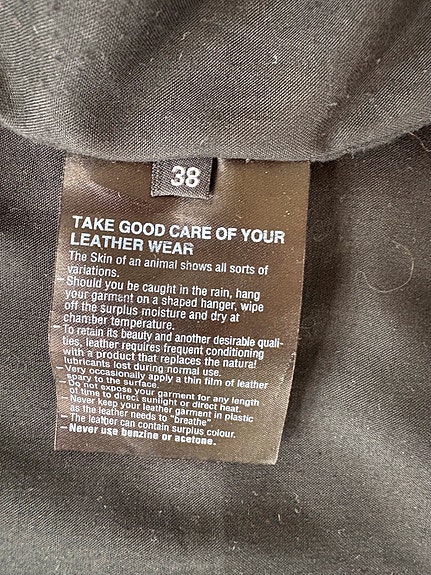 38
TAKE GOOD CARE OF YOUR
LEATHER WEAR
The Skin of an animal shows all sorts of
variations.
-Should you be caught in the rain, hang
your garment on a shaped hanger, wipe
off the surplus moisture and dry at
chamber temperature.
-To retain its beauty and another desirable quali-
ties, leather requires frequent conditioning
with a product that replaces the natural
lubricants lost during normal use.
- Very occasionally apply a thin film of leather
spary to the surface.
- Do not expose your garment for any length
of time to direct sunlight or direct heat.
- Never keep your leather garment in plastic
as the leather needs to "breathe"
- The leather can contain surplus colour.
- Never use benzine or acetone.